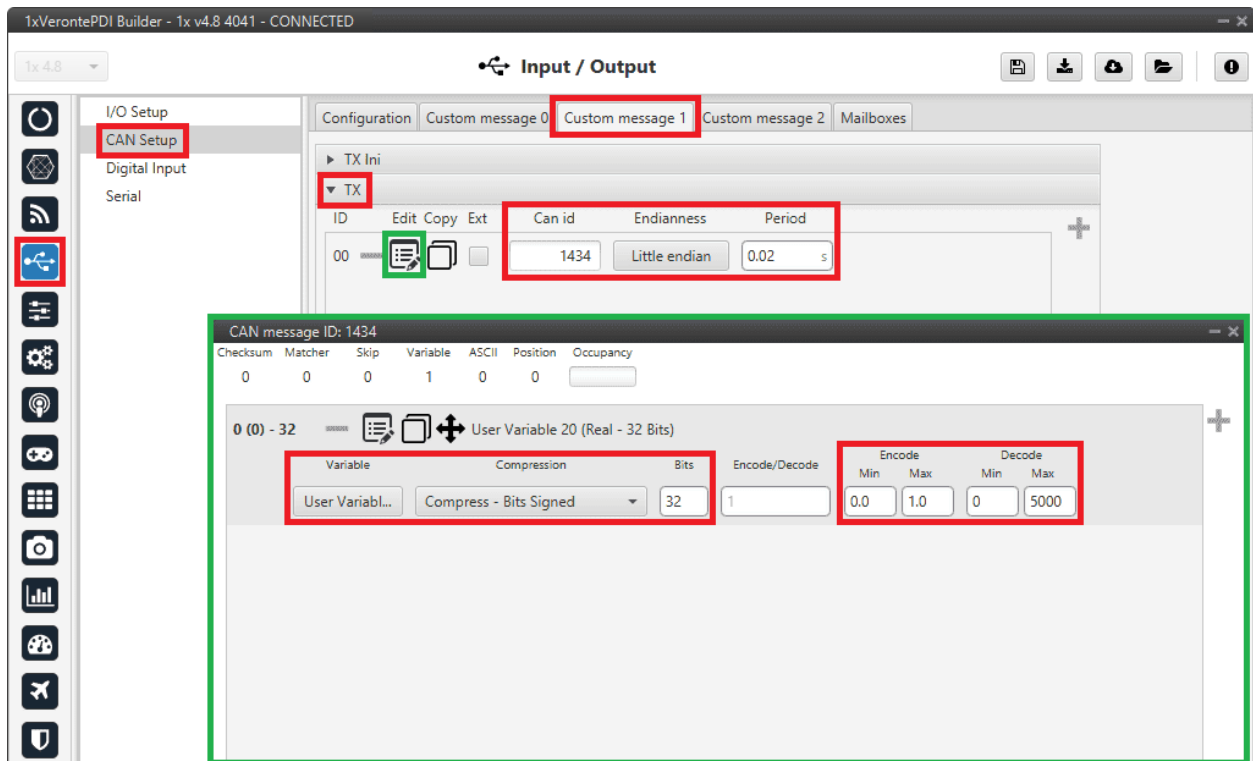 1xVerontePDI Builder - 1x v4.8 4041 - CONNECTED
1x 4.8
Input / Output
I/O Setup
CAN Setup
Digital Input
Serial
Configuration Custom message 0 Custom message 1 Custom message 2 Mailboxes
TX Ini
TX
ID Edit Copy Ext Can id Endianness Period
00 1434 Little endian 0.02 s
CAN message ID: 1434
Checksum Matcher Skip Variable ASCII Position Occupancy
0 0 0 1 0 0
0 (0) - 32 User Variable 20 (Real - 32 Bits)
Variable Compression Bits Encode/Decode Encode Decode
Min Max Min Max
User Variabl... Compress - Bits Signed 32 1 0.0 1.0 0 5000